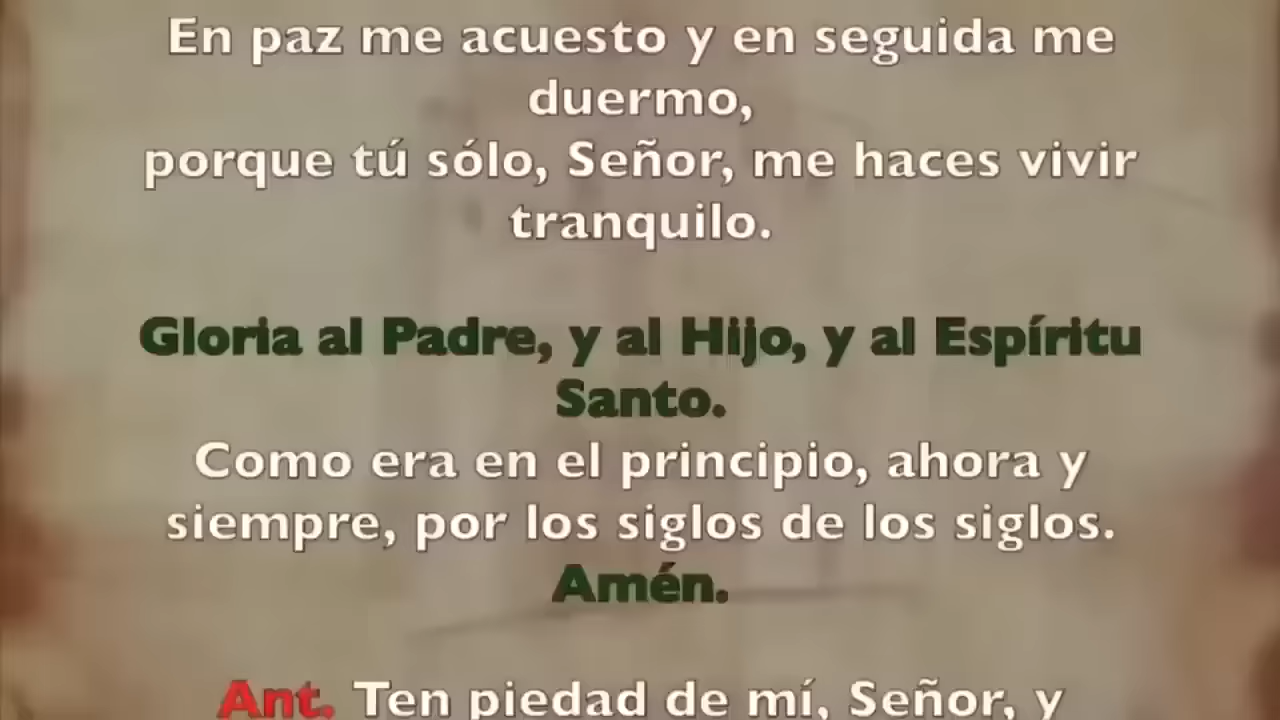 En paz me acuesto y en seguida me
duermo,
porque tú sólo, Señor, me haces vivir
tranquilo.
Gloria al Padre, y al Hijo, y al Espíritu
Santo.
Como era en el principio, ahora y
siempre, por los siglos de los siglos.
Amén.
Ant. Ten piedad de mí, Señor, y